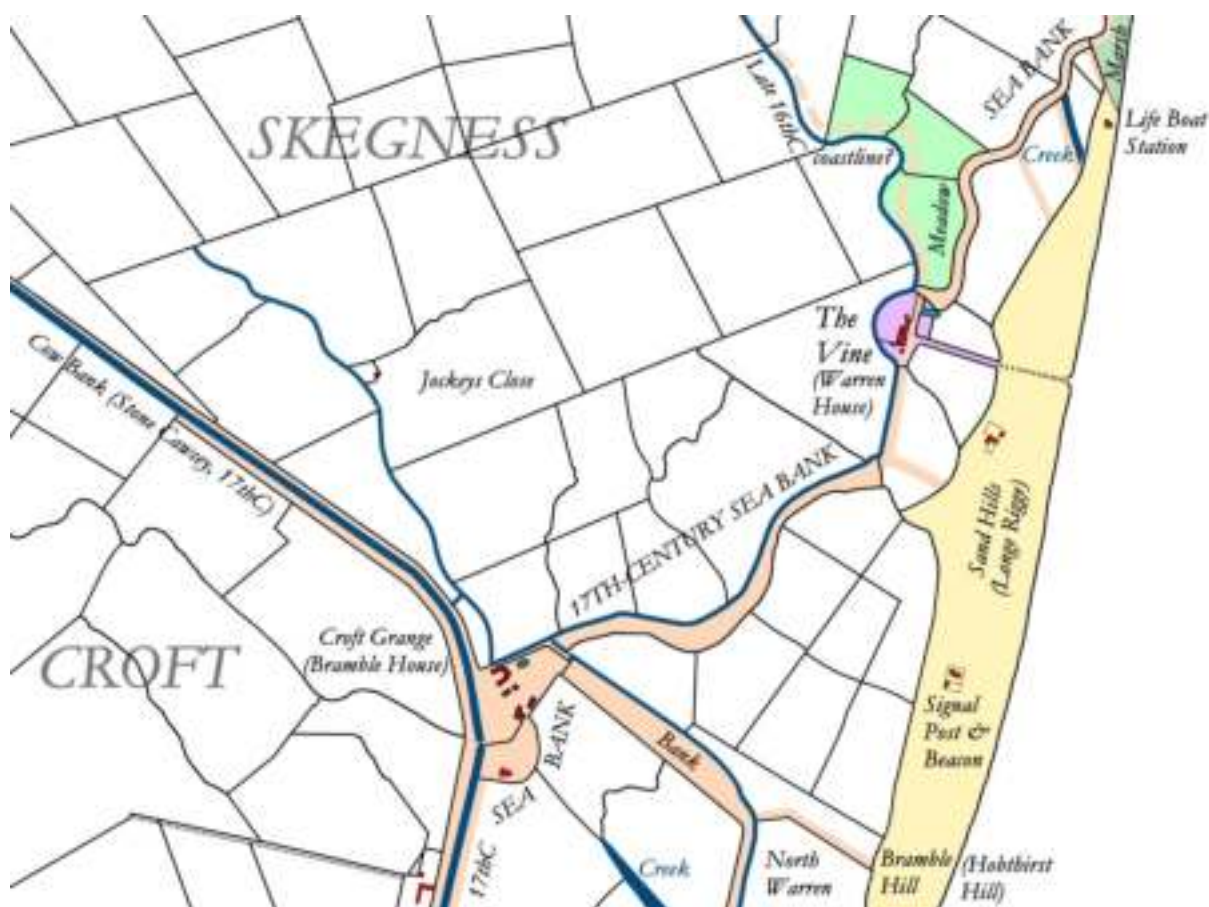 SEA BANK
Marsh
Late 16thC
coastline?
SKEGNESS
Life Boat
Station
Creek
Meadow
The
Vine
(Warren
House)
Cow Bank (Stone Cawsey, 17thC)
Jockeys Close
17TH CENTURY SEA BANK
Sand Hills
(Longe Riggs)
Croft Grange
(Bramble House)
CROFT
Signal
Post &
Beacon
Bank
17thC SEA BANK
Creek
North
Warren
Bramble
Hill
(Hobthirst
Hill)